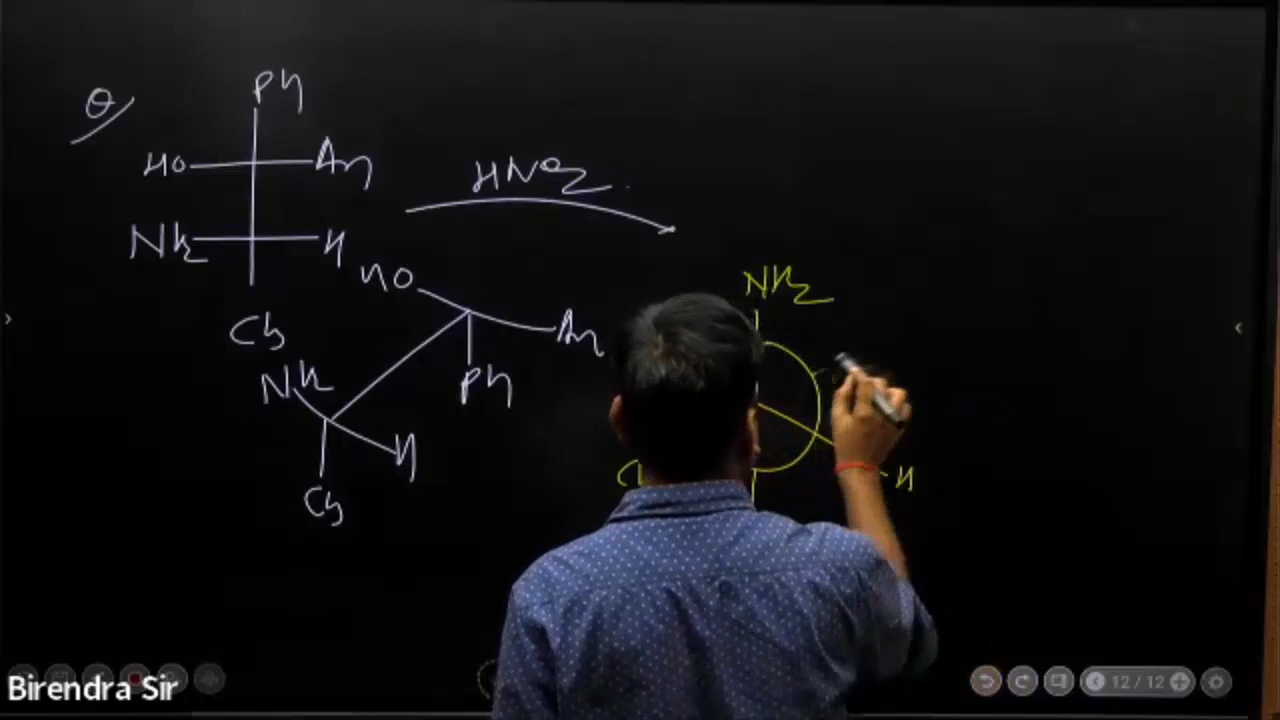 Q
Ph
HO An
HNO2
NH2 H
CH3
HO An
Ph
NH2 H
CH3
NH2
H
Birendra Sir
12 / 12